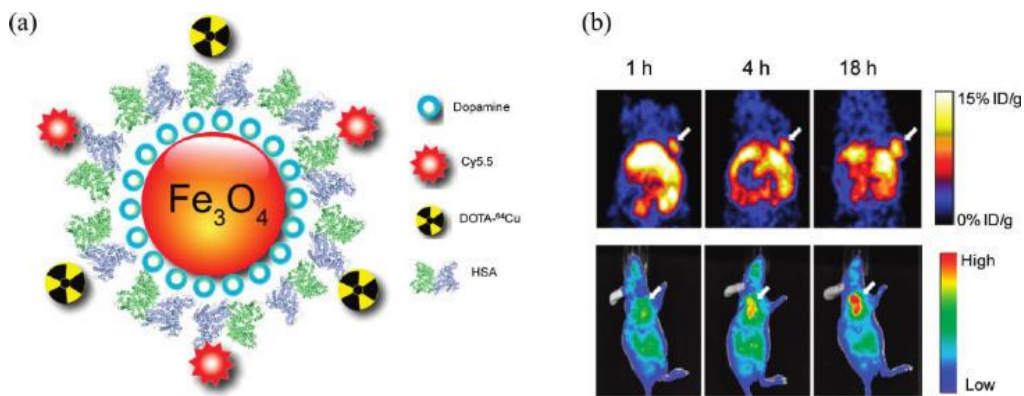 (a)
Fe₃O₄
Dopamine
Cy5.5
DOTA-⁶⁴Cu
HSA
(b)
1 h 4 h 18 h
15% ID/g
0% ID/g
High
Low